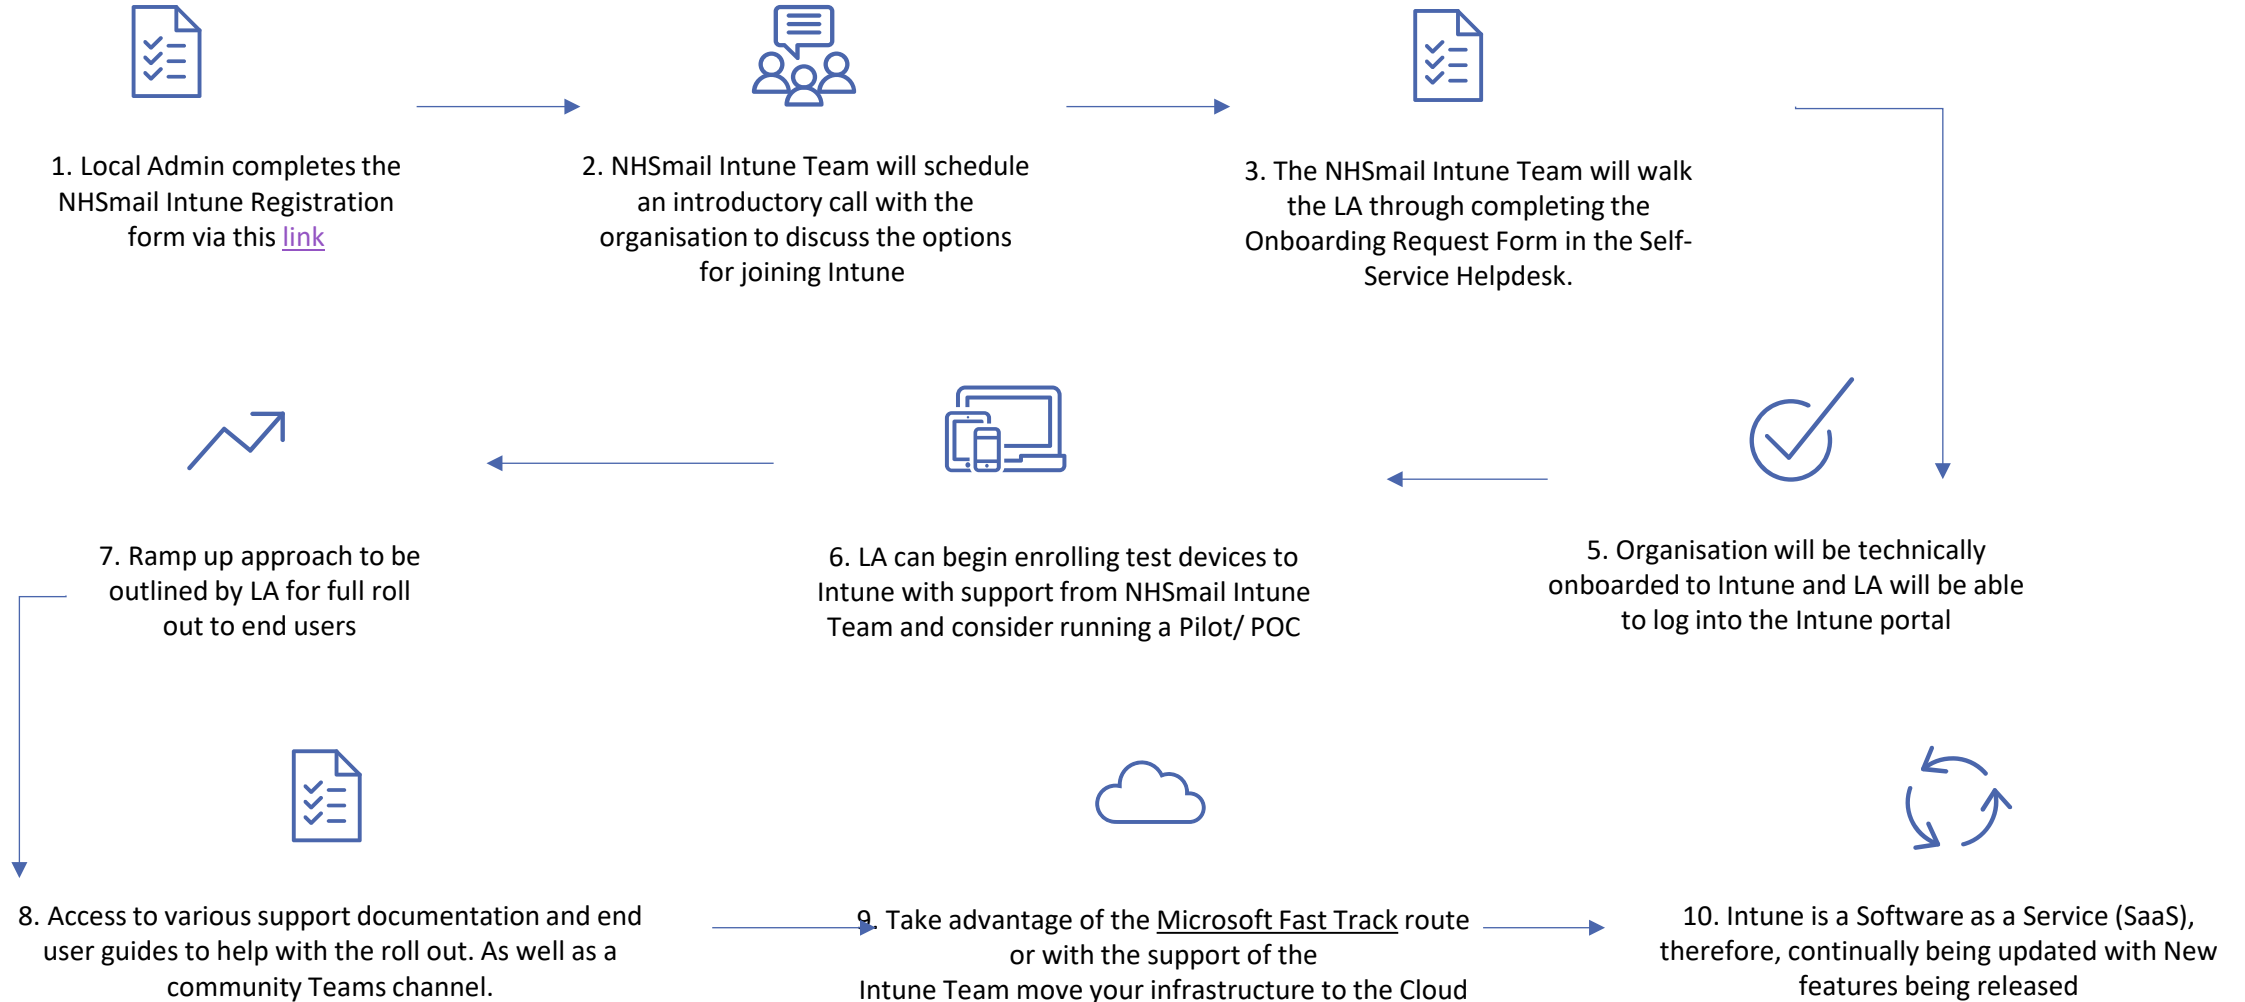 1. Local Admin completes the
NHSmail Intune Registration
form via this link
2. NHSmail Intune Team will schedule
an introductory call with the
organisation to discuss the options
for joining Intune
3. The NHSmail Intune Team will walk
the LA through completing the
Onboarding Request Form in the Self-
Service Helpdesk.
5. Organisation will be technically
onboarded to Intune and LA will be able
to log into the Intune portal
6. LA can begin enrolling test devices to
Intune with support from NHSmail Intune
Team and consider running a Pilot/ POC
7. Ramp up approach to be
outlined by LA for full roll
out to end users
8. Access to various support documentation and end
user guides to help with the roll out. As well as a
community Teams channel.
9. Take advantage of the Microsoft Fast Track route
or with the support of the
Intune Team move your infrastructure to the Cloud
10. Intune is a Software as a Service (SaaS),
therefore, continually being updated with New
features being released